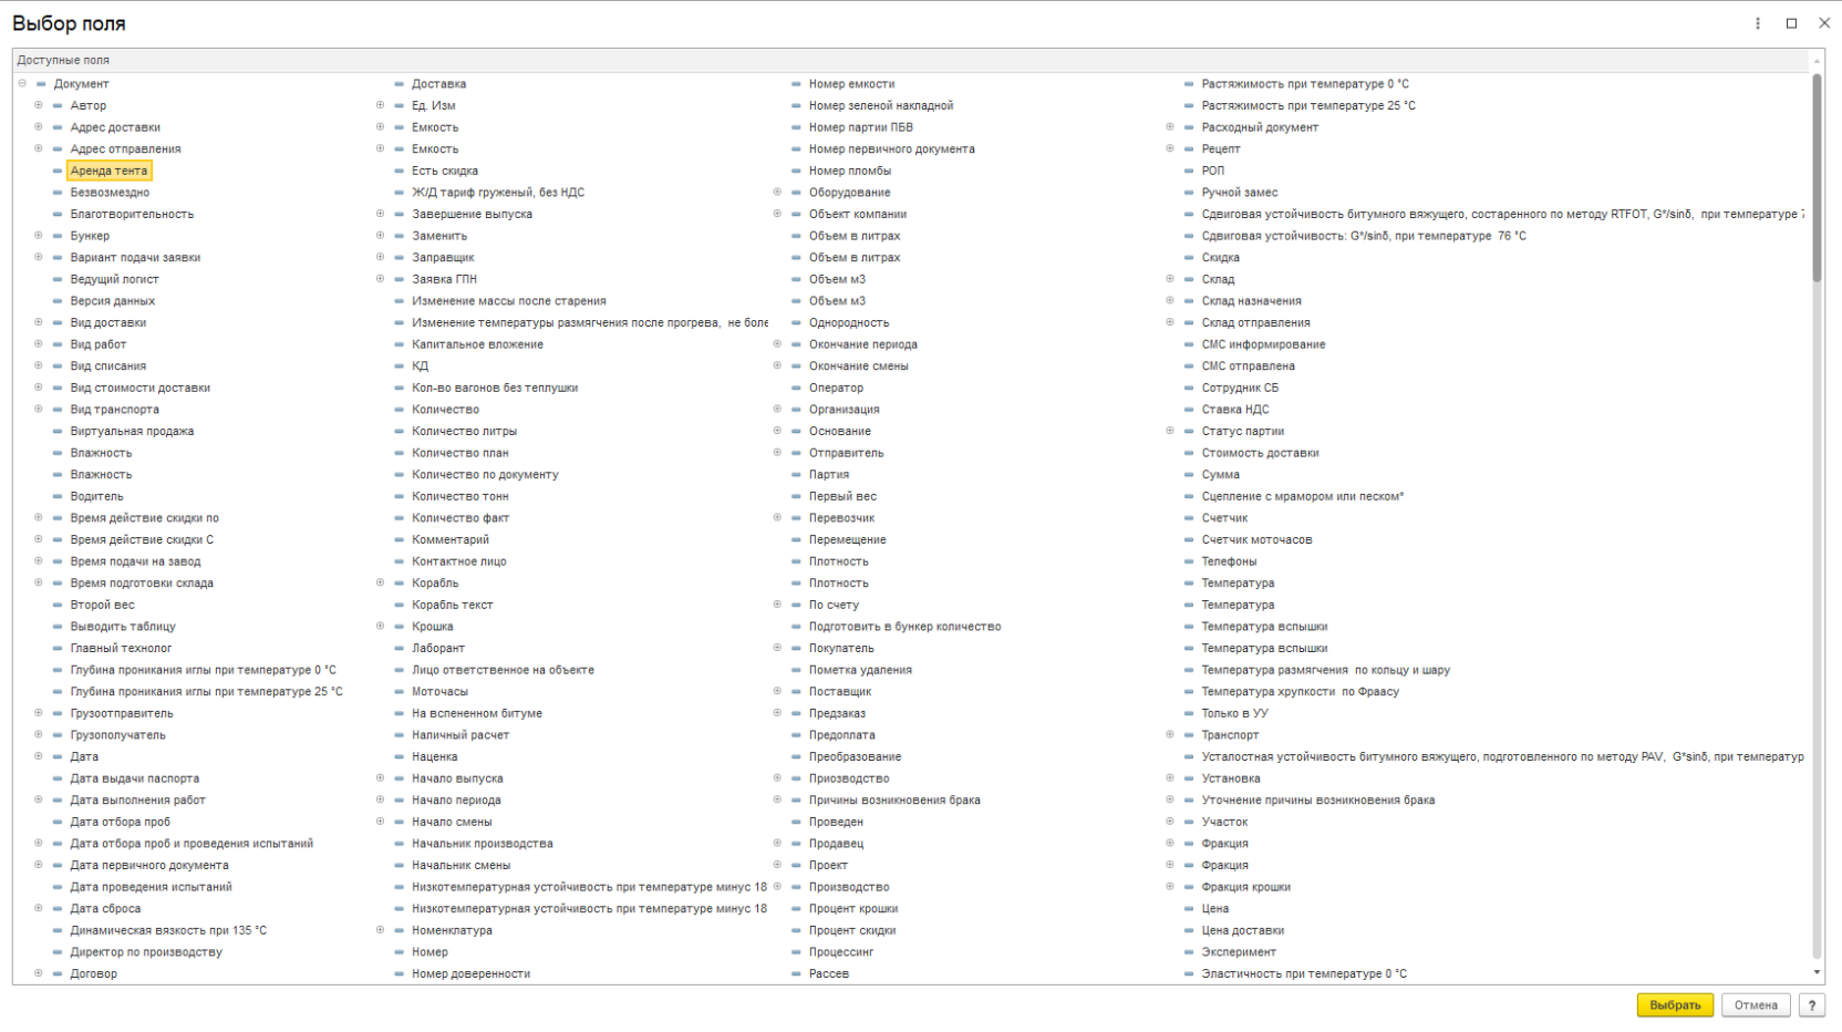 Выбор поля
Доступные поля
Документ
Автор
Адрес доставки
Адрес отправления
Аренда тента
Безвозмездно
Благотворительность
Бункер
Вариант подачи заявки
Ведущий логист
Версия данных
Вид доставки
Вид работ
Вид списания
Вид стоимости доставки
Вид транспорта
Виртуальная продажа
Влажность
Влажность
Водитель
Время действие скидки по
Время действие скидки С
Время подачи на завод
Время подготовки склада
Второй вес
Выводить таблицу
Главный технолог
Глубина проникания иглы при температуре 0 °C
Глубина проникания иглы при температуре 25 °C
Грузоотправитель
Грузополучатель
Дата
Дата выдачи паспорта
Дата выполнения работ
Дата отбора проб
Дата отбора проб и проведения испытаний
Дата первичного документа
Дата проведения испытаний
Дата сброса
Динамическая вязкость при 135 °C
Директор по производству
Договор
Доставка
Ед. Изм
Емкость
Емкость
Есть скидка
Ж/Д тариф груженый, без НДС
Завершение выпуска
Заменить
Заправщик
Заявка ГПН
Изменение массы после старения
Изменение температуры размягчения после прогрева, не боле
Капитальное вложение
КД
Кол-во вагонов без теплушки
Количество
Количество литры
Количество план
Количество по документу
Количество тонн
Количество факт
Комментарий
Контактное лицо
Корабль
Корабль текст
Крошка
Лаборант
Лицо ответственное на объекте
Моточасы
На вспененном битуме
Наличный расчет
Наценка
Начало выпуска
Начало периода
Начало смены
Начальник производства
Начальник смены
Низкотемпературная устойчивость при температуре минус 18
Низкотемпературная устойчивость при температуре минус 18
Номенклатура
Номер
Номер доверенности
Номер емкости
Номер зеленой накладной
Номер партии ПБВ
Номер первичного документа
Номер пломбы
Оборудование
Объект компании
Объем в литрах
Объем в литрах
Объем м3
Объем м3
Однородность
Окончание периода
Окончание смены
Оператор
Организация
Основание
Отправитель
Партия
Первый вес
Перевозчик
Перемещение
Плотность
Плотность
По счету
Подготовить в бункер количество
Покупатель
Пометка удаления
Поставщик
Предзаказ
Предоплата
Преобразование
Приозводство
Причины возникновения брака
Проведен
Продавец
Проект
Производство
Процент крошки
Процент скидки
Процессинг
Рассев
Растяжимость при температуре 0 °C
Растяжимость при температуре 25 °C
Расходный документ
Рецепт
РОП
Ручной замес
Сдвиговая устойчивость битумного вяжущего, состаренного по методу RTFOT, G*/sinδ, при температуре 7
Сдвиговая устойчивость: G*/sinδ, при температуре 76 °C
Скидка
Склад
Склад назначения
Склад отправления
СМС информирование
СМС отправлена
Сотрудник СБ
Ставка НДС
Статус партии
Стоимость доставки
Сумма
Сцепление с мрамором или песком*
Счетчик
Счетчик моточасов
Телефоны
Температура
Температура
Температура вспышки
Температура вспышки
Температура размягчения по кольцу и шару
Температура хрупкости по Фраасу
Только в УУ
Транспорт
Усталостная устойчивость битумного вяжущего, подготовленного по методу PAV, G*sinδ, при температур
Установка
Уточнение причины возникновения брака
Участок
Фракция
Фракция
Фракция крошки
Цена
Цена доставки
Эксперимент
Эластичность при температуре 0 °C
Выбрать
Отмена
?